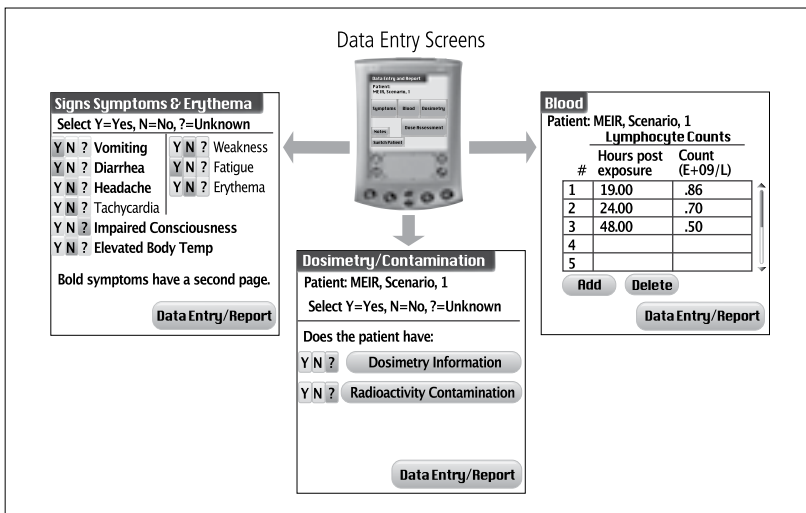 Data Entry Screens
Data Entry and Report
Patient:
MEIR, Scenario, 1
Symptoms Blood Dosimetry
Notes Dose Assessment
Switch Patient
Signs Symptoms & Erythema
Select Y=Yes, N=No, ?=Unknown
Y N ? Vomiting Y N ? Weakness
Y N ? Diarrhea Y N ? Fatigue
Y N ? Headache Y N ? Erythema
Y N ? Tachycardia
Y N ? Impaired Consciousness
Y N ? Elevated Body Temp
Bold symptoms have a second page.
Data Entry/Report
Dosimetry/Contamination
Patient: MEIR, Scenario, 1
Select Y=Yes, N=No, ?=Unknown
Does the patient have:
Y N ? Dosimetry Information
Y N ? Radioactivity Contamination
Data Entry/Report
Blood
Patient: MEIR, Scenario, 1
Lymphocyte Counts
Hours post Count
# exposure (E+09/L)
1 19.00 .86
2 24.00 .70
3 48.00 .50
4
5
Add Delete
Data Entry/Report